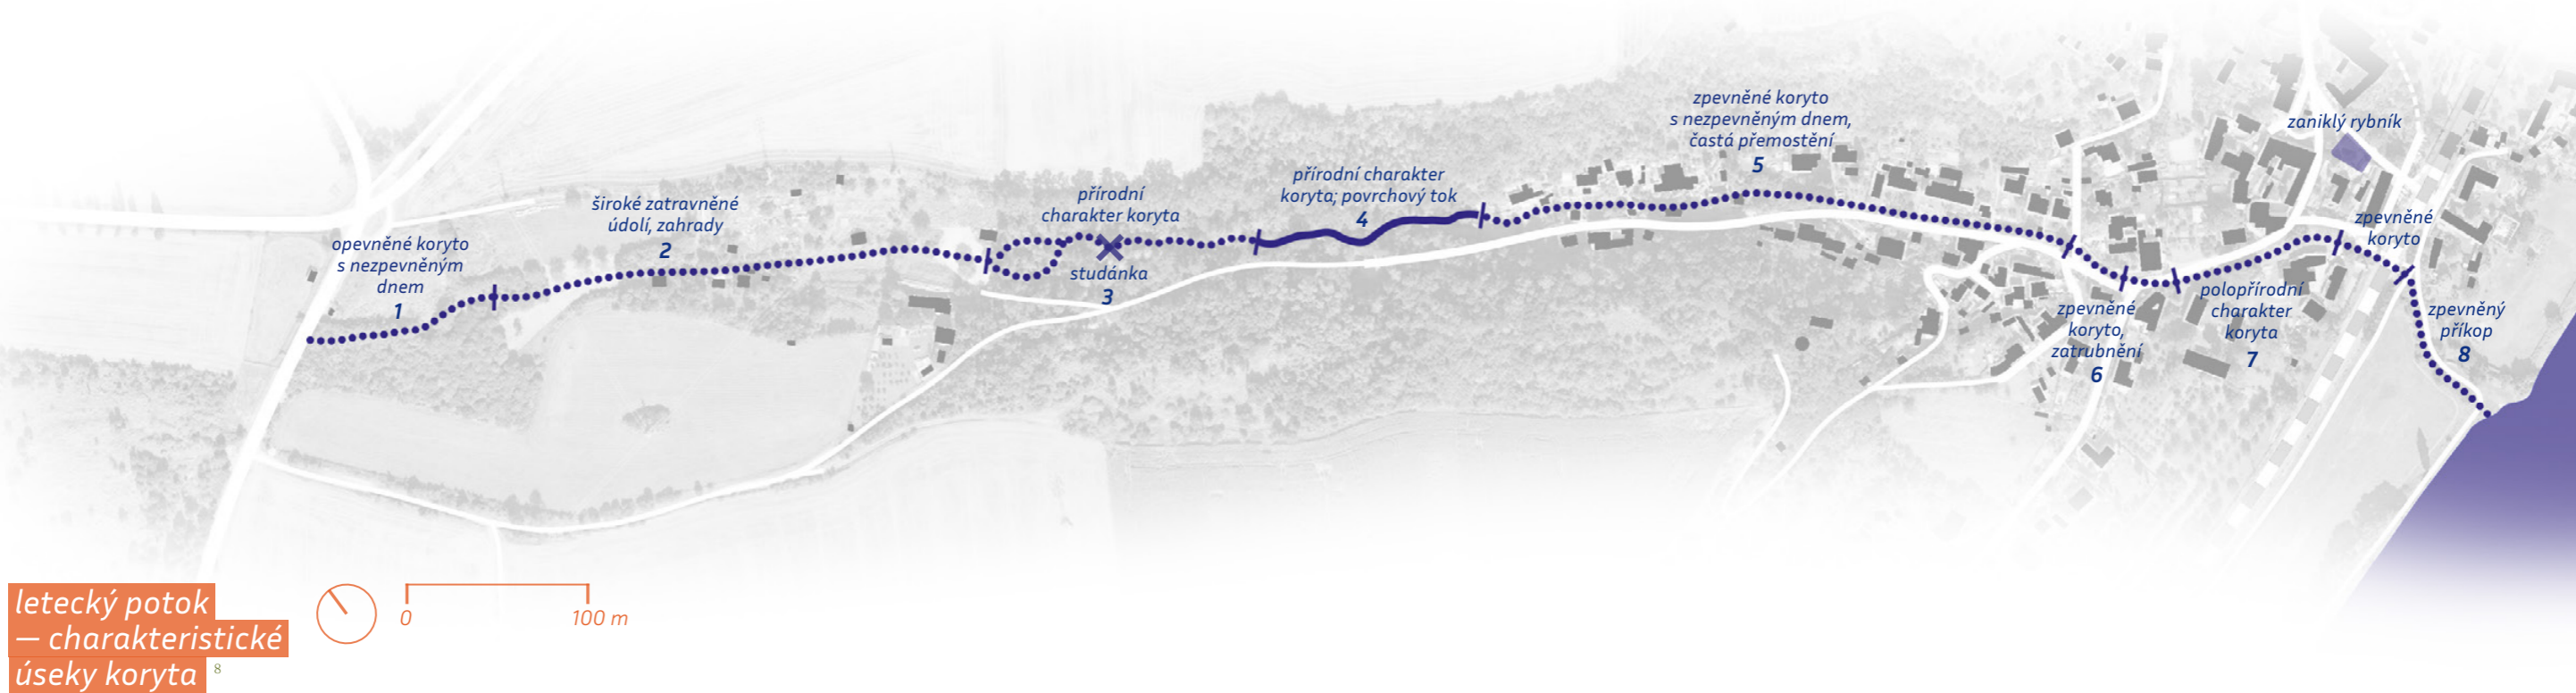 opevněné koryto
s nezpevněným
dnem
1
široké zatravněné
údolí, zahrady
2
přírodní
charakter koryta
studánka
3
přírodní charakter
koryta; povrchový tok
4
zpevněné koryto
s nezpevněným dnem,
častá přemostění
5
zpevněné
koryto,
zatrubnění
6
polopřírodní
charakter
koryta
7
zaniklý rybník
zpevněné
koryto
zpevněný
příkop
8
letecký potok
— charakteristické
úseky koryta 8
0
100 m